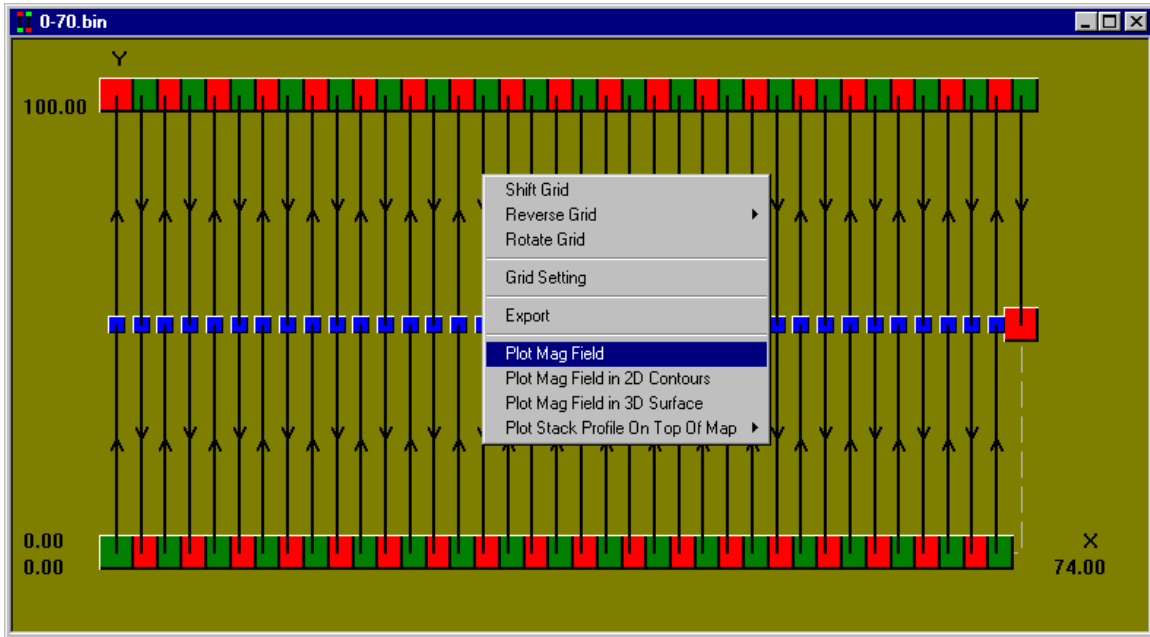 0-70.bin
Y
100.00
Shift Grid
Reverse Grid
Rotate Grid
Grid Setting
Export
Plot Mag Field
Plot Mag Field in 2D Contours
Plot Mag Field in 3D Surface
Plot Stack Profile On Top Of Map
0.00
0.00
X
74.00